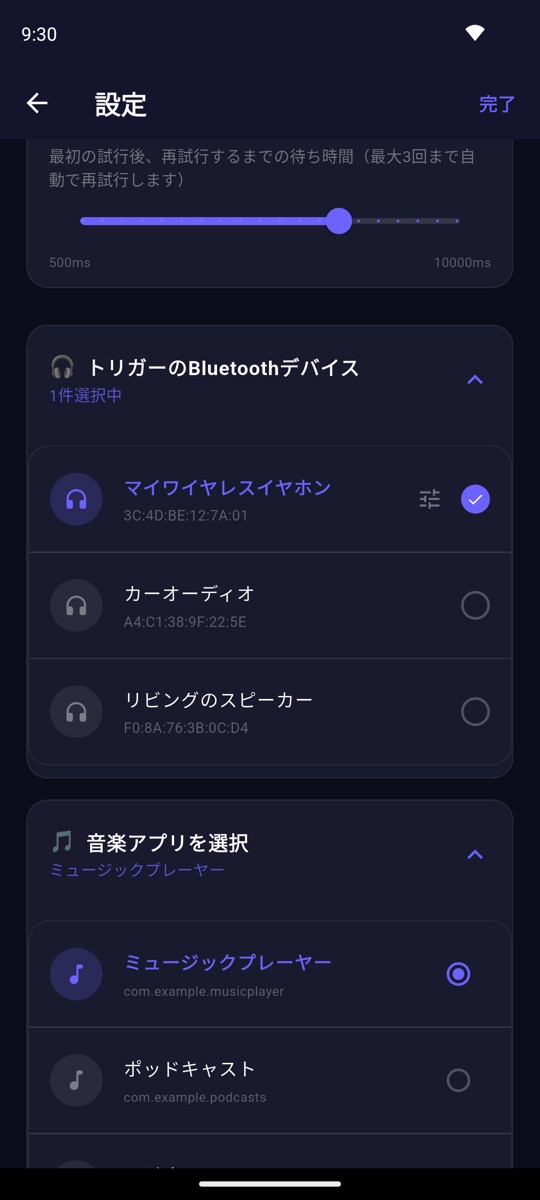 9:30
設定
完了
最初の試行後、再試行するまでの待ち時間（最大3回まで自
動で再試行します）
500ms
10000ms
トリガーのBluetoothデバイス
1件選択中
マイワイヤレスイヤホン
3C:4D:BE:12:7A:01
カーオーディオ
A4:C1:38:9F:22:5E
リビングのスピーカー
F0:8A:76:3B:0C:D4
音楽アプリを選択
ミュージックプレーヤー
ミュージックプレーヤー
com.example.musicplayer
ポッドキャスト
com.example.podcasts